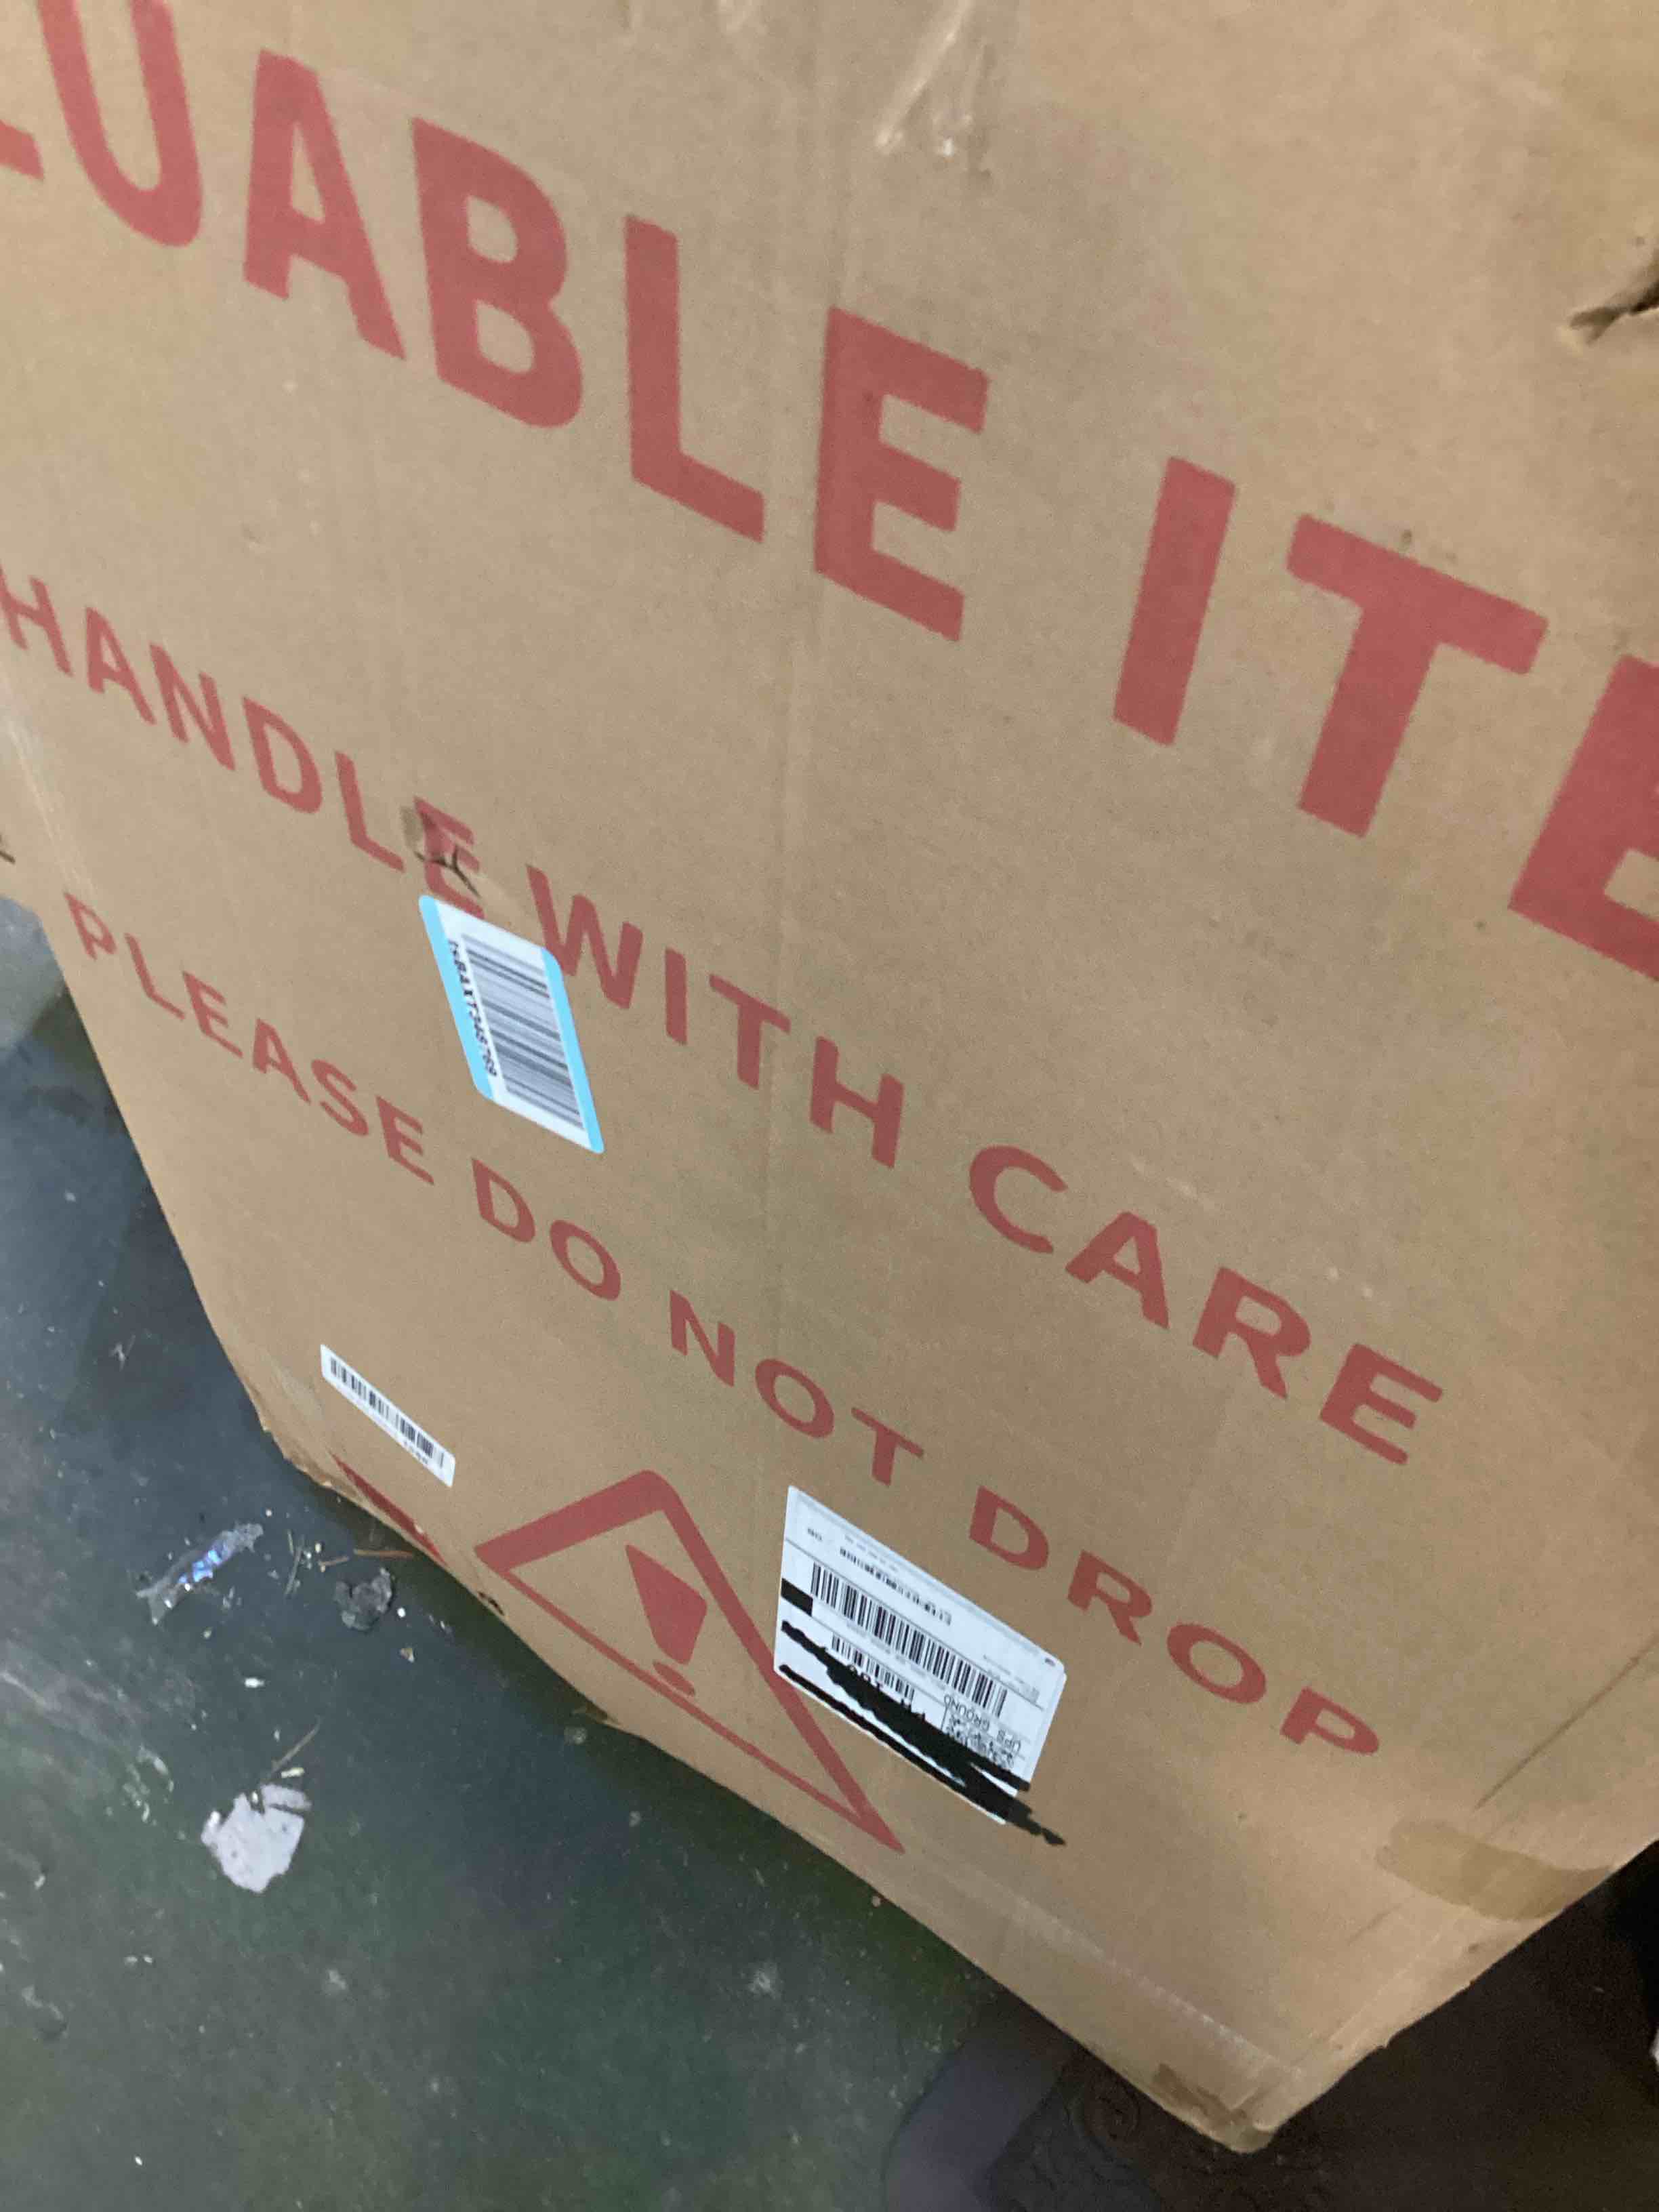 LUABLE ITE
HANDLE WITH CARE
PLEASE DO NOT DROP
UPS GROUND